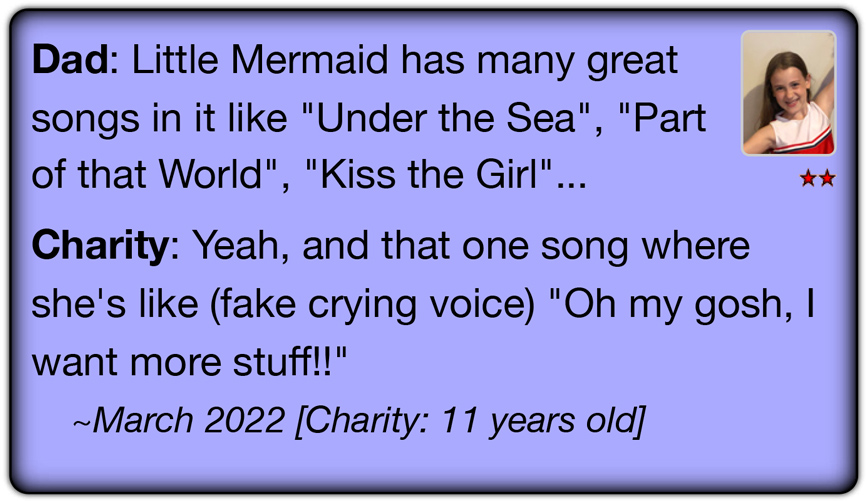 Dad: Little Mermaid has many great
songs in it like "Under the Sea", "Part
of that World", "Kiss the Girl"...
Charity: Yeah, and that one song where
she's like (fake crying voice) "Oh my gosh, I
want more stuff!!"
~March 2022 [Charity: 11 years old]